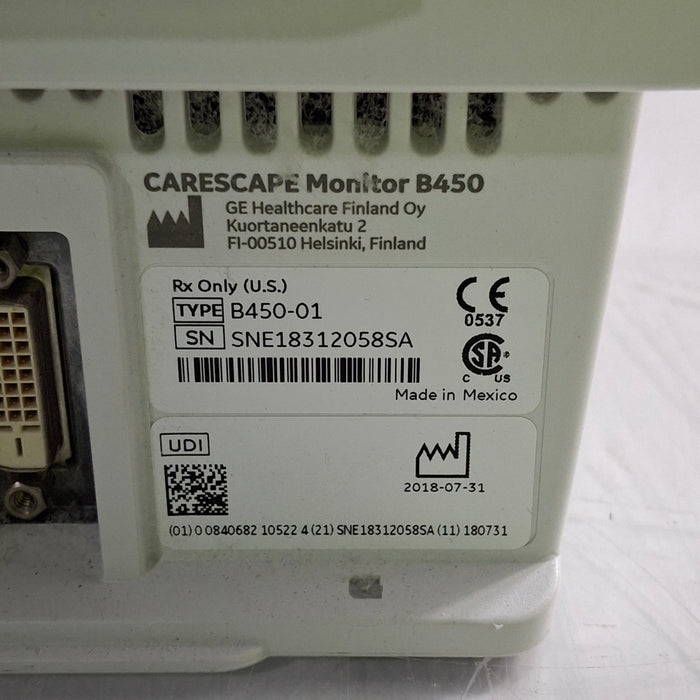 CARESCAPE Monitor B450
GE Healthcare Finland Oy
Kuortaneenkatu 2
FI-00510 Helsinki, Finland
Rx Only (U.S.)
TYPE B450-01
SN SNE18312058SA
CE
0537
SA®
C US
Made in Mexico
UDI
2018-07-31
(01) 0 0840682 10522 4 (21) SNE18312058SA (11) 180731